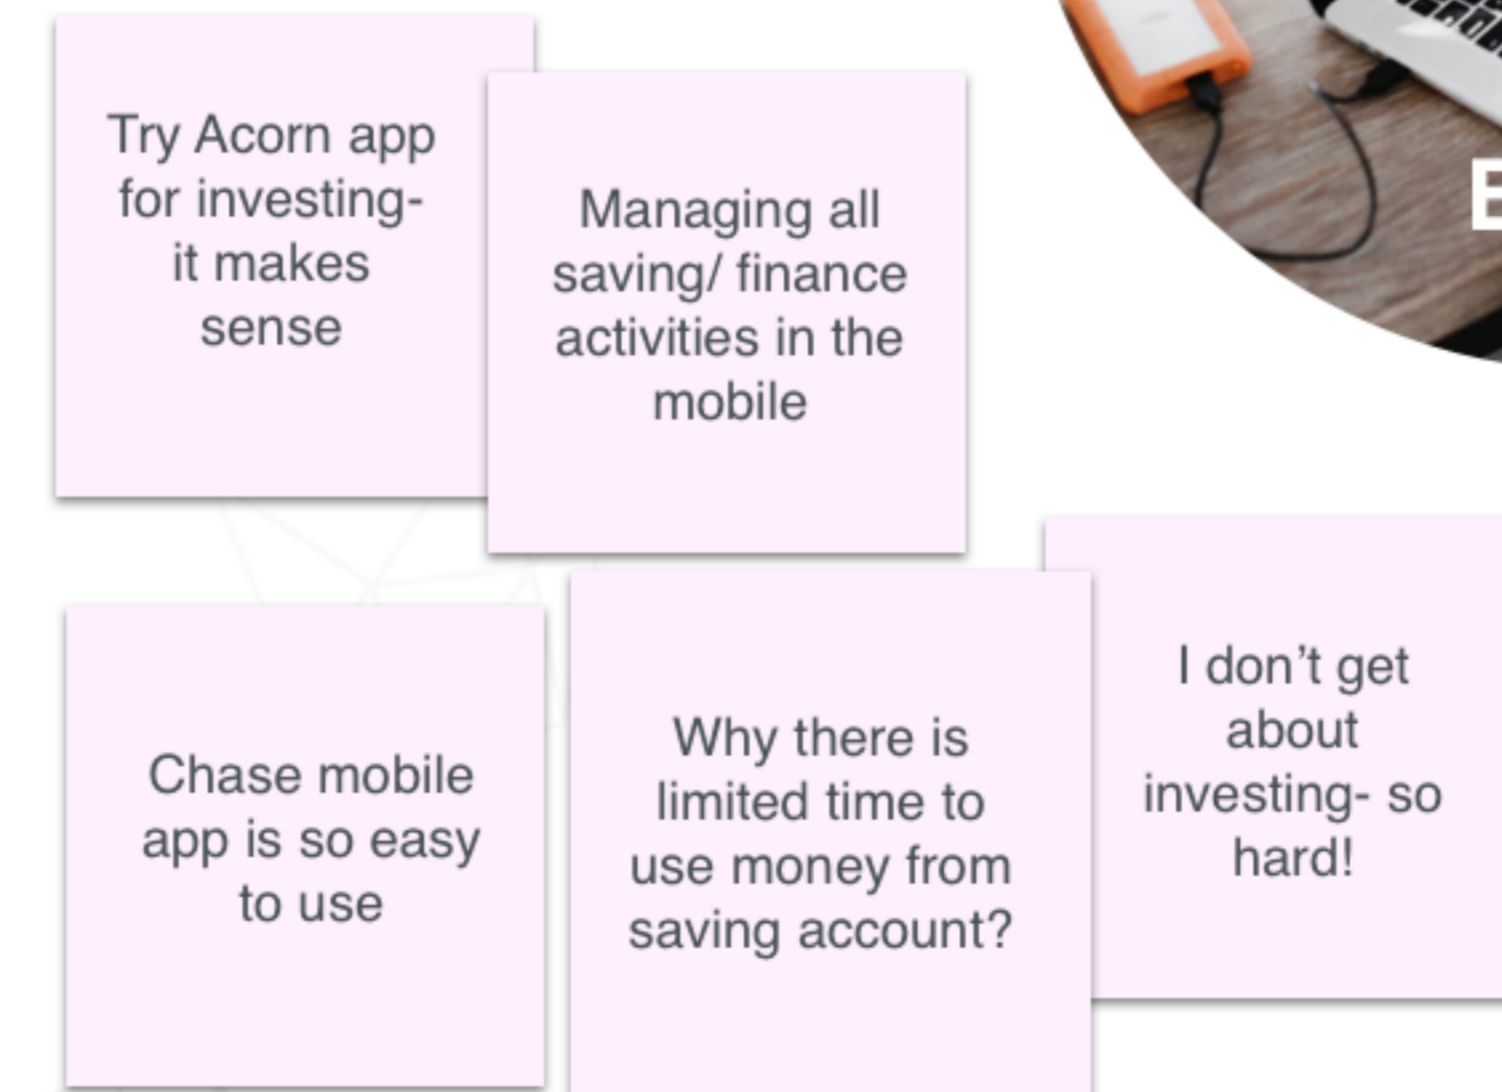 Try Acorn app
for investing-
it makes
sense
Managing all
saving/ finance
activities in the
mobile
Chase mobile
app is so easy
to use
Why there is
limited time to
use money from
saving account?
I don’t get
about
investing- so
hard!